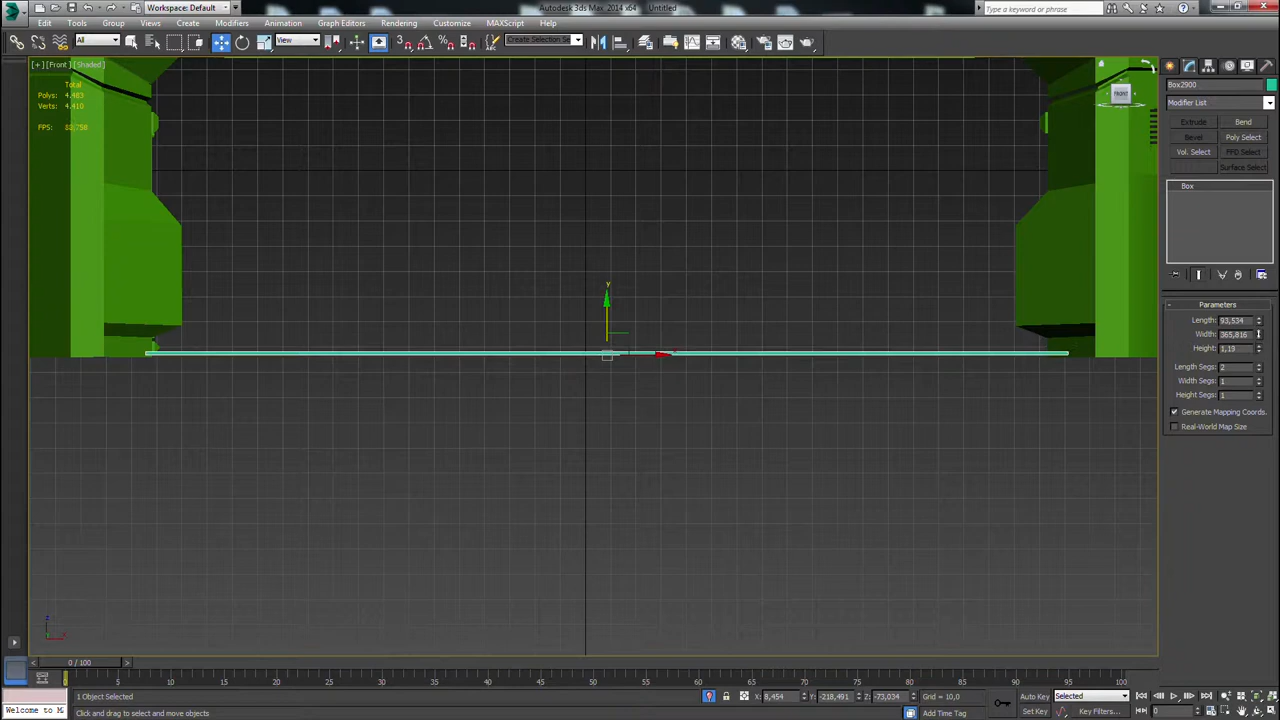 Workspace: Default
Autodesk 3ds Max 2014 x64
Untitled
Type a keyword or phrase
Edit Tools Group Views Create Modifiers Animation Graph Editors Rendering Customize MAXScript Help
All
View
Create Selection Se
[+] [Front] [Shaded]
Total
Polys: 4.483
Verts: 4.410
FPS: 83,758
FRONT
y
Box2900
Modifier List
Extrude Bend
Bevel Poly Select
Vol. Select FFD Select
Surface Select
Box
Parameters
Length: 93,534
Width: 365,816
Height: 1,19
Length Segs: 2
Width Segs: 1
Height Segs: 1
Generate Mapping Coords.
Real-World Map Size
z
x
0 / 100
0 5 10 15 20 25 30 35 40 45 50 55 60 65 70 75 80 85 90 95 100
1 Object Selected
X: 8,454 Y: -218,491 Z: -73,034 Grid = 10,0
Auto Key Selected
Welcome to M
Click and drag to select and move objects
Add Time Tag
Set Key Key Filters...
0